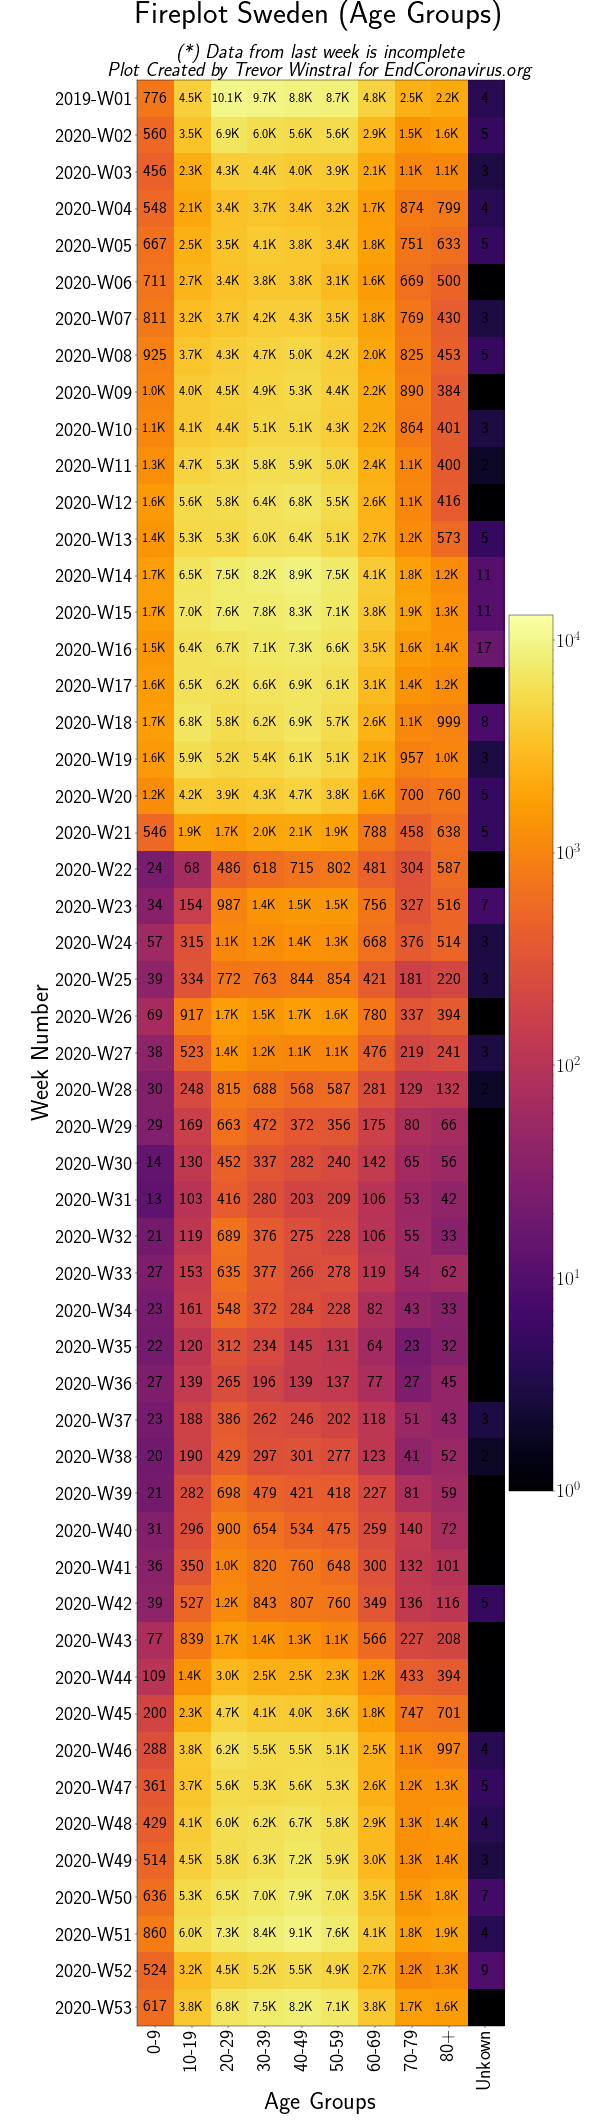 Fireplot Sweden (Age Groups)
(*) Data from last week is incomplete
Plot Created by Trevor Winstral for EndCoronavirus.org
2019-W01 776 4.5K 10.1K 9.7K 8.8K 8.7K 4.8K 2.5K 2.2K 4
2020-W02 560 3.5K 6.9K 6.0K 5.6K 5.6K 2.9K 1.5K 1.6K 5
2020-W03 456 2.3K 4.3K 4.4K 4.0K 3.9K 2.1K 1.1K 1.1K 3
2020-W04 548 2.1K 3.4K 3.7K 3.4K 3.2K 1.7K 874 799 4
2020-W05 667 2.5K 3.5K 4.1K 3.8K 3.4K 1.8K 751 633 5
2020-W06 711 2.7K 3.4K 3.8K 3.8K 3.1K 1.6K 669 500
2020-W07 811 3.2K 3.7K 4.2K 4.3K 3.5K 1.8K 769 430 3
2020-W08 925 3.7K 4.3K 4.7K 5.0K 4.2K 2.0K 825 453 5
2020-W09 1.0K 4.0K 4.5K 4.9K 5.3K 4.4K 2.2K 890 384
2020-W10 1.1K 4.1K 4.4K 5.1K 5.1K 4.3K 2.2K 864 401 3
2020-W11 1.3K 4.7K 5.3K 5.8K 5.9K 5.0K 2.4K 1.1K 400 2
2020-W12 1.6K 5.6K 5.8K 6.4K 6.8K 5.5K 2.6K 1.1K 416
2020-W13 1.4K 5.3K 5.3K 6.0K 6.4K 5.1K 2.7K 1.2K 573 5
2020-W14 1.7K 6.5K 7.5K 8.2K 8.9K 7.5K 4.1K 1.8K 1.2K 11
2020-W15 1.7K 7.0K 7.6K 7.8K 8.3K 7.1K 3.8K 1.9K 1.3K 11
2020-W16 1.5K 6.4K 6.7K 7.1K 7.3K 6.6K 3.5K 1.6K 1.4K 17
2020-W17 1.6K 6.5K 6.2K 6.6K 6.9K 6.1K 3.1K 1.4K 1.2K
2020-W18 1.7K 6.8K 5.8K 6.2K 6.9K 5.7K 2.6K 1.1K 999 8
2020-W19 1.6K 5.9K 5.2K 5.4K 6.1K 5.1K 2.1K 957 1.0K 3
2020-W20 1.2K 4.2K 3.9K 4.3K 4.7K 3.8K 1.6K 700 760 5
2020-W21 546 1.9K 1.7K 2.0K 2.1K 1.9K 788 458 638 5
2020-W22 24 68 486 618 715 802 481 304 587
2020-W23 34 154 987 1.4K 1.5K 1.5K 756 327 516 7
2020-W24 57 315 1.1K 1.2K 1.4K 1.3K 668 376 514 3
2020-W25 39 334 772 763 844 854 421 181 220 3
2020-W26 69 917 1.7K 1.5K 1.7K 1.6K 780 337 394
2020-W27 38 523 1.4K 1.2K 1.1K 1.1K 476 219 241 3
2020-W28 30 248 815 688 568 587 281 129 132 2
2020-W29 29 169 663 472 372 356 175 80 66
2020-W30 14 130 452 337 282 240 142 65 56
2020-W31 13 103 416 280 203 209 106 53 42
2020-W32 21 119 689 376 275 228 106 55 33
2020-W33 27 153 635 377 266 278 119 54 62
2020-W34 23 161 548 372 284 228 82 43 33
2020-W35 22 120 312 234 145 131 64 23 32
2020-W36 27 139 265 196 139 137 77 27 45
2020-W37 23 188 386 262 246 202 118 51 43 3
2020-W38 20 190 429 297 301 277 123 41 52 2
2020-W39 21 282 698 479 421 418 227 81 59
2020-W40 31 296 900 654 534 475 259 140 72
2020-W41 36 350 1.0K 820 760 648 300 132 101
2020-W42 39 527 1.2K 843 807 760 349 136 116 5
2020-W43 77 839 1.7K 1.4K 1.3K 1.1K 566 227 208
2020-W44 109 1.4K 3.0K 2.5K 2.5K 2.3K 1.2K 433 394
2020-W45 200 2.3K 4.7K 4.1K 4.0K 3.6K 1.8K 747 701
2020-W46 288 3.8K 6.2K 5.5K 5.5K 5.1K 2.5K 1.1K 997 4
2020-W47 361 3.7K 5.6K 5.3K 5.6K 5.3K 2.6K 1.2K 1.3K 5
2020-W48 429 4.1K 6.0K 6.2K 6.7K 5.8K 2.9K 1.3K 1.4K 4
2020-W49 514 4.5K 5.8K 6.3K 7.2K 5.9K 3.0K 1.3K 1.4K 3
2020-W50 636 5.3K 6.5K 7.0K 7.9K 7.0K 3.5K 1.5K 1.8K 7
2020-W51 860 6.0K 7.3K 8.4K 9.1K 7.6K 4.1K 1.8K 1.9K 4
2020-W52 524 3.2K 4.5K 5.2K 5.5K 4.9K 2.7K 1.2K 1.3K 9
2020-W53 617 3.8K 6.8K 7.5K 8.2K 7.1K 3.8K 1.7K 1.6K
0-9 10-19 20-29 30-39 40-49 50-59 60-69 70-79 80+ Unkown
Age Groups
Week Number
10⁴
10³
10²
10¹
10⁰